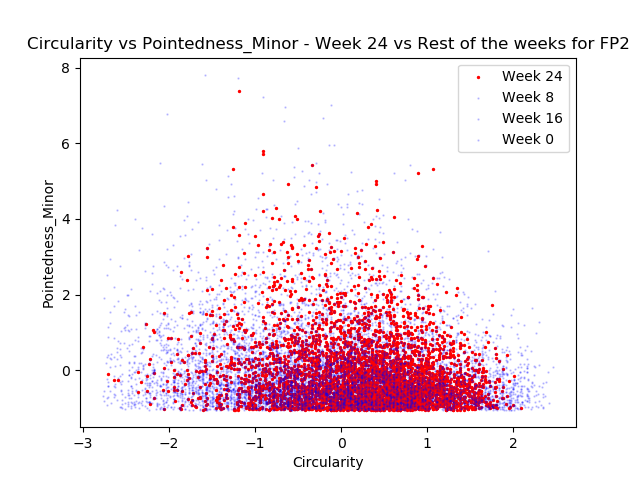 Circularity vs Pointedness_Minor - Week 24 vs Rest of the weeks for FP2
Week 24
Week 8
Week 16
Week 0
8
6
4
2
0
Pointedness_Minor
−3
−2
−1
0
1
2
Circularity